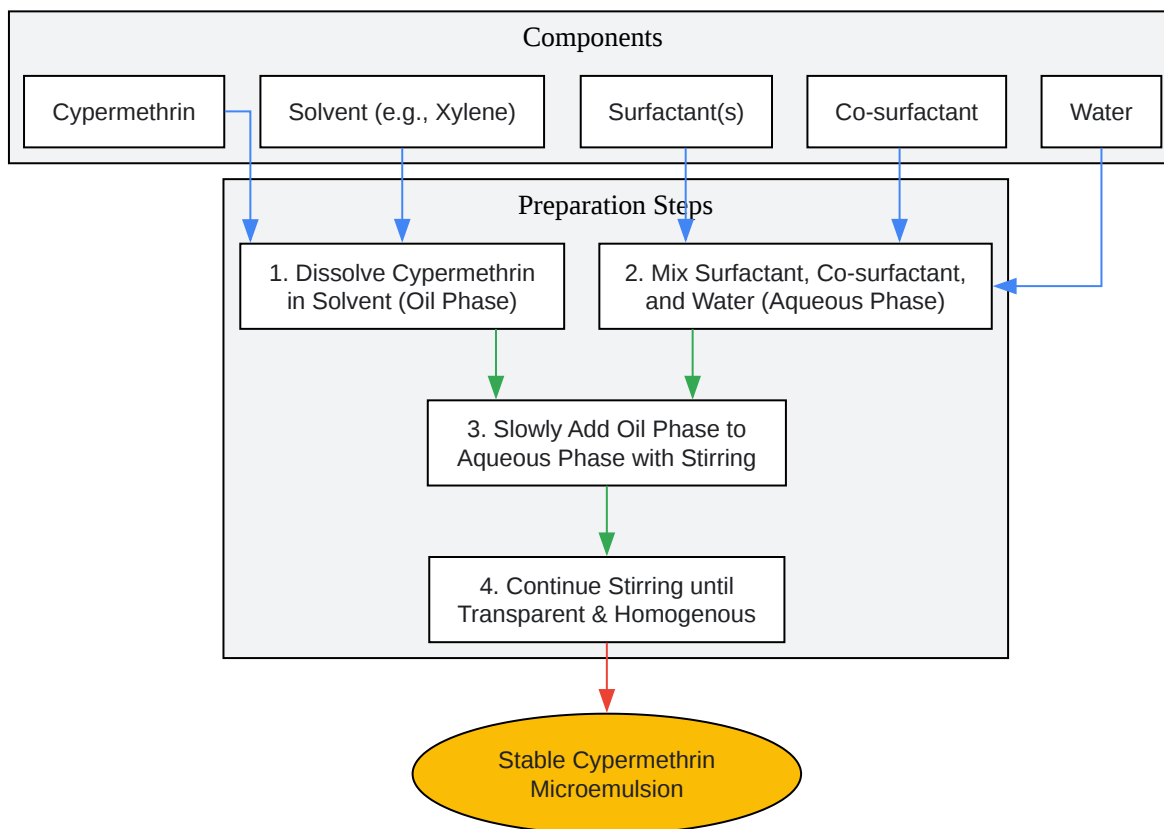 Components
Cypermethrin
Solvent (e.g., Xylene)
Surfactant(s)
Co-surfactant
Water
Preparation Steps
1. Dissolve Cypermethrin
in Solvent (Oil Phase)
2. Mix Surfactant, Co-surfactant,
and Water (Aqueous Phase)
3. Slowly Add Oil Phase to
Aqueous Phase with Stirring
4. Continue Stirring until
Transparent & Homogenous
Stable Cypermethrin
Microemulsion